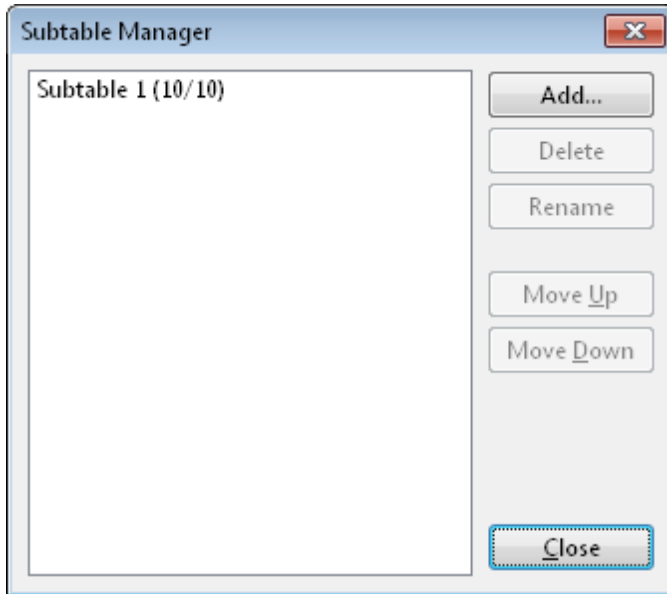 Subtable Manager
Subtable 1 (10/10)
Add...
Delete
Rename
Move Up
Move Down
Close